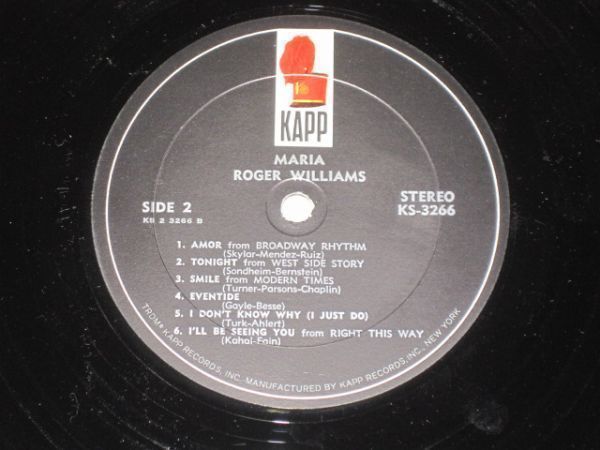 KAPP
MARIA
ROGER WILLIAMS
SIDE 2
KS 2 3266 B
STEREO
KS-3266
1. AMOR from BROADWAY RHYTHM
(Skylar-Mendez-Ruiz)
2. TONIGHT from WEST SIDE STORY
(Sondheim-Bernstein)
3. SMILE from MODERN TIMES
(Turner-Parsons-Chaplin)
4. EVENTIDE
(Gayle-Besse)
5. I DON'T KNOW WHY (I JUST DO)
(Turk-Ahlert)
6. I'LL BE SEEING YOU from RIGHT THIS WAY
(Kahal-Fain)
TRDMK KAPP RECORDS, INC.-MANUFACTURED BY KAPP RECORDS, INC., NEW YORK